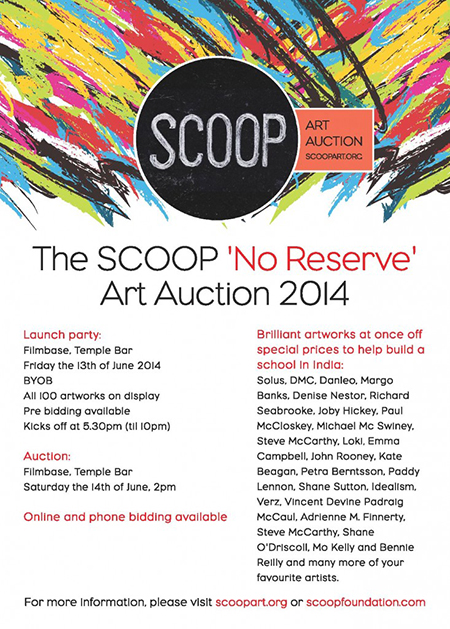 SCOOP
ART
AUCTION
SCOOPART.ORG
The SCOOP 'No Reserve'
Art Auction 2014
Launch party:
Filmbase, Temple Bar
Friday the 13th of June 2014
BYOB
All 100 artworks on display
Pre bidding available
Kicks off at 5.30pm (til 10pm)
Auction:
Filmbase, Temple Bar
Saturday the 14th of June, 2pm
Online and phone bidding available
Brilliant artworks at once off
special prices to help build a
school in India:
Solus, DMC, Danleo, Margo
Banks, Denise Nestor, Richard
Seabrooke, Joby Hickey, Paul
McCloskey, Michael Mc Swiney,
Steve McCarthy, Loki, Emma
Campbell, John Rooney, Kate
Beagan, Petra Berntsson, Paddy
Lennon, Shane Sutton, Idealism,
Verz, Vincent Devine Padraig
McCaul, Adrienne M. Finnerty,
Steve McCarthy, Shane
O'Driscoll, Mo Kelly and Bennie
Reilly and many more of your
favourite artists.
For more information, please visit scoopart.org or scoopfoundation.com